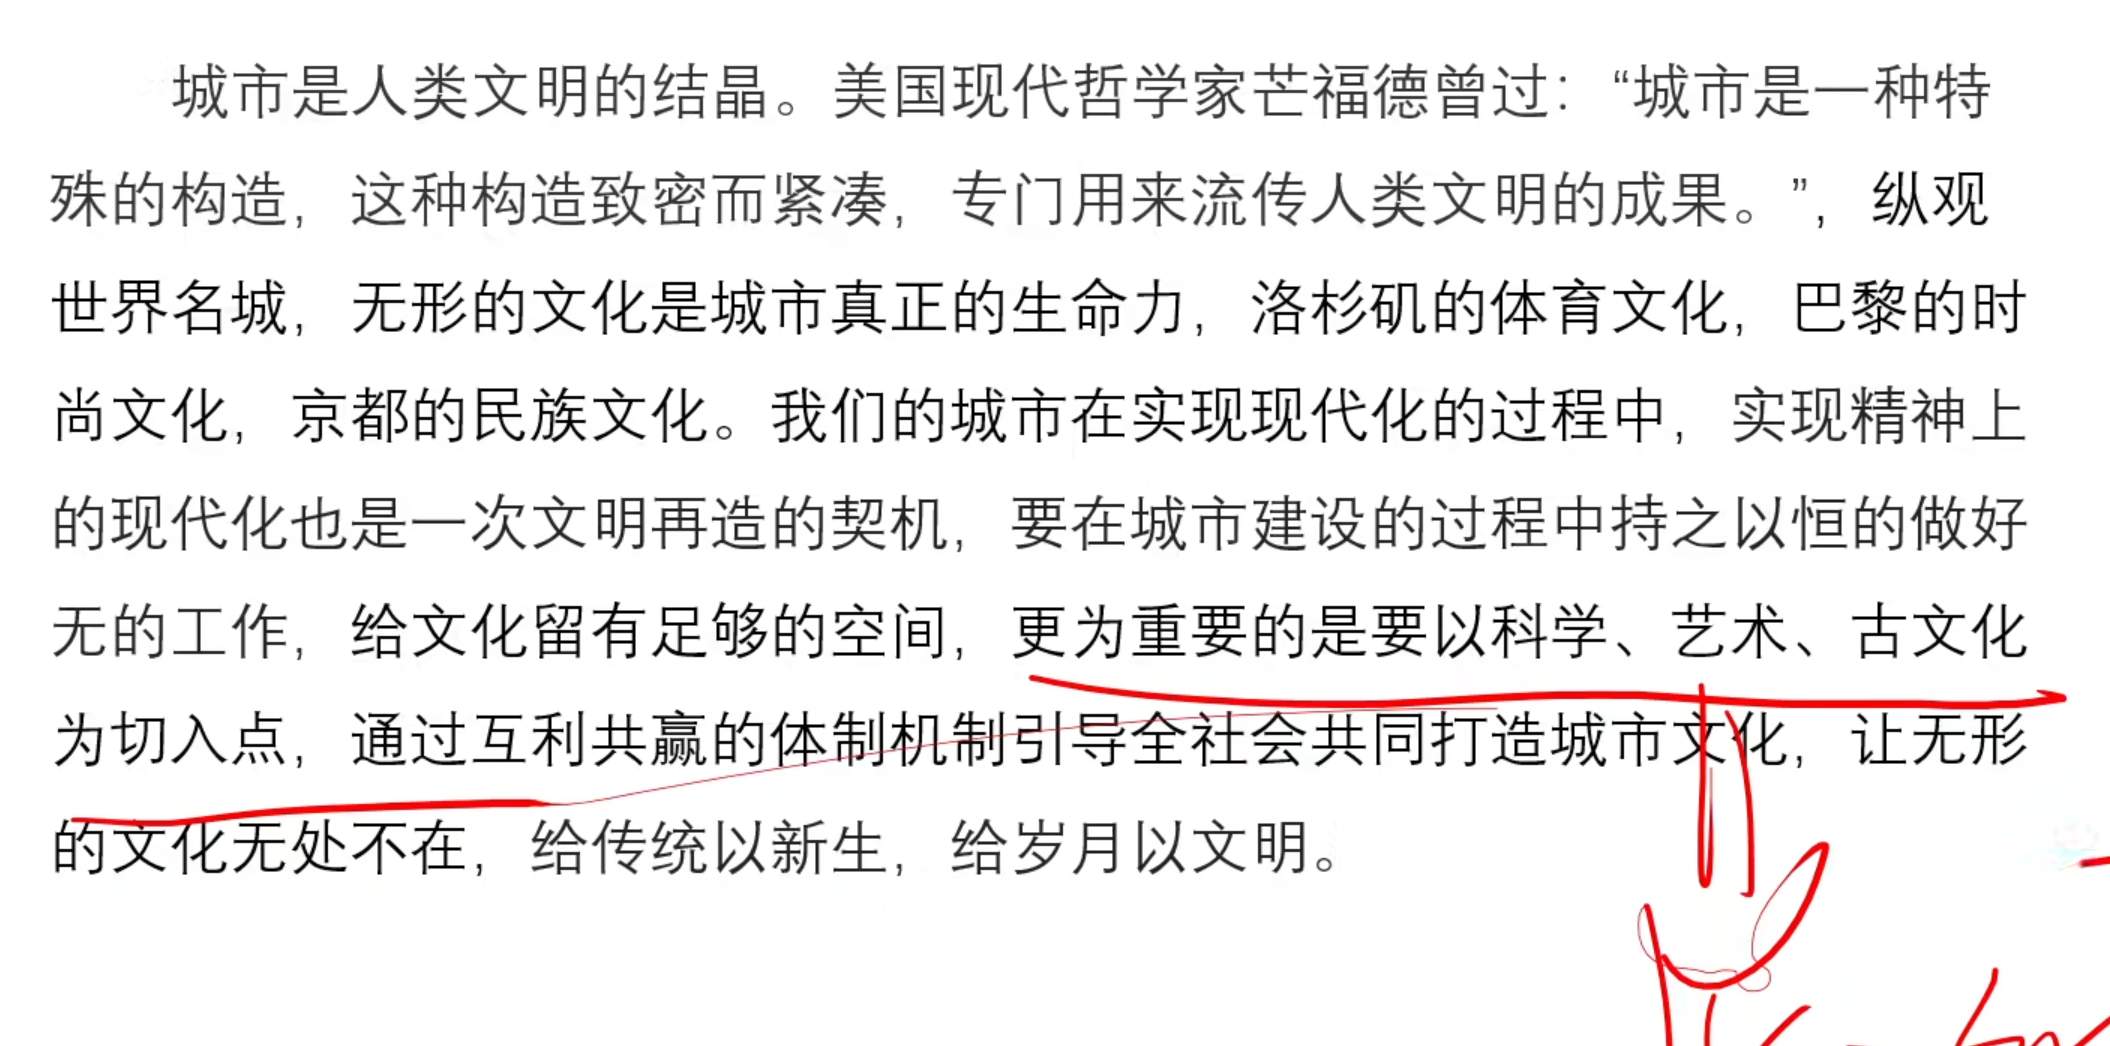 城市是人类文明的结晶。美国现代哲学家芒福德曾过：“城市是一种特
殊的构造，这种构造致密而紧凑，专门用来流传人类文明的成果。”，纵观
世界名城，无形的文化是城市真正的生命力，洛杉矶的体育文化，巴黎的时
尚文化，京都的民族文化。我们的城市在实现现代化的过程中，实现精神上
的现代化也是一次文明再造的契机，要在城市建设的过程中持之以恒的做好
无的工作，给文化留有足够的空间，更为重要的是要以科学、艺术、古文化
为切入点，通过互利共赢的体制机制引导全社会共同打造城市文化，让无形
的文化无处不在，给传统以新生，给岁月以文明。